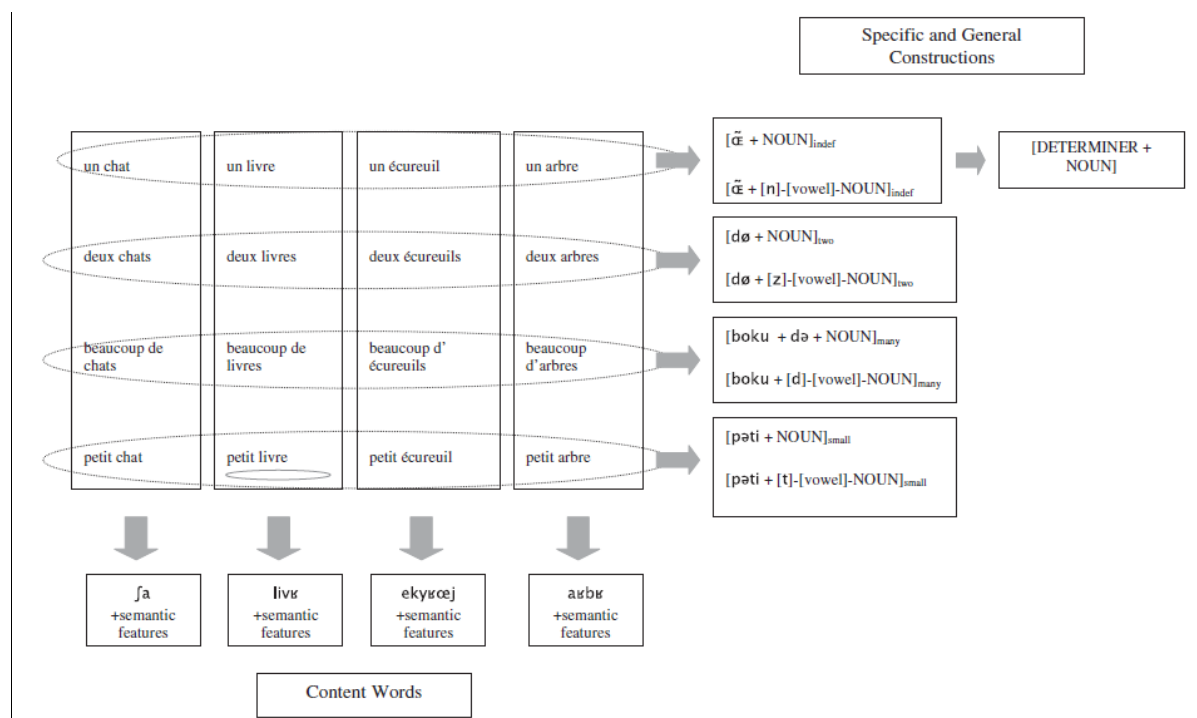 Specific and General
Constructions
un chat
un livre
un écureuil
un arbre
[œ̃ + NOUN]indef
[œ̃ + [n]-[vowel]-NOUN]indef
[DETERMINER +
NOUN]
deux chats
deux livres
deux écureuils
deux arbres
[dø + NOUN]two
[dø + [z]-[vowel]-NOUN]two
beaucoup de
chats
beaucoup de
livres
beaucoup d'
écureuils
beaucoup
d'arbres
[boku + də + NOUN]many
[boku + [d]-[vowel]-NOUN]many
petit chat
petit livre
petit écureuil
petit arbre
[pəti + NOUN]small
[pəti + [t]-[vowel]-NOUN]small
ʃa
+semantic
features
livʁ
+semantic
features
ekyʁœj
+semantic
features
aʁbʁ
+semantic
features
Content Words